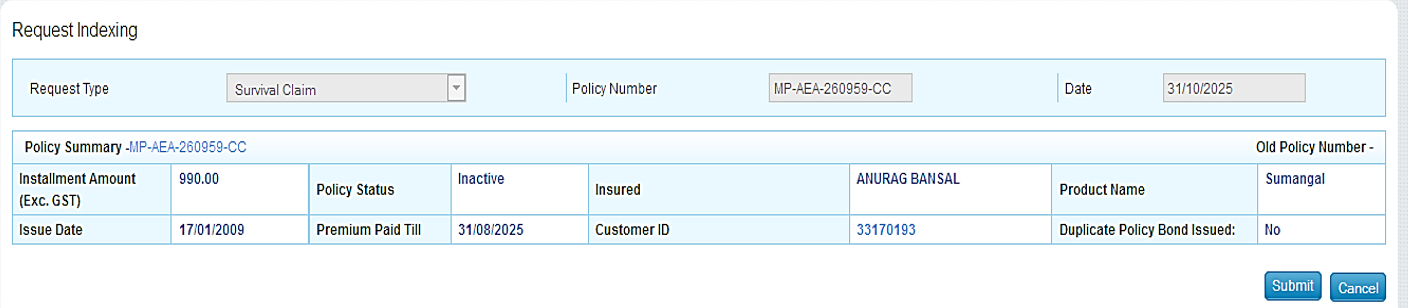 Request Indexing
Request Type Survival Claim Policy Number MP-AEA-260959-CC Date 31/10/2025
Policy Summary -MP-AEA-260959-CC Old Policy Number -
Installment Amount (Exc. GST) 990.00 Policy Status Inactive Insured ANURAG BANSAL Product Name Sumangal
Issue Date 17/01/2009 Premium Paid Till 31/08/2025 Customer ID 33170193 Duplicate Policy Bond Issued: No
Submit Cancel